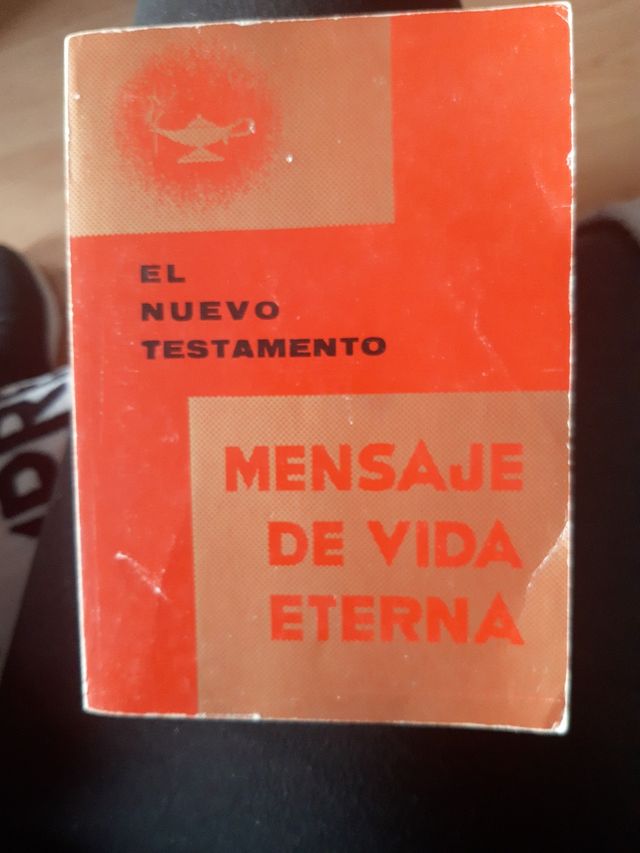 EL
NUEVO
TESTAMENTO
MENSAJE
DE VIDA
ETERNA